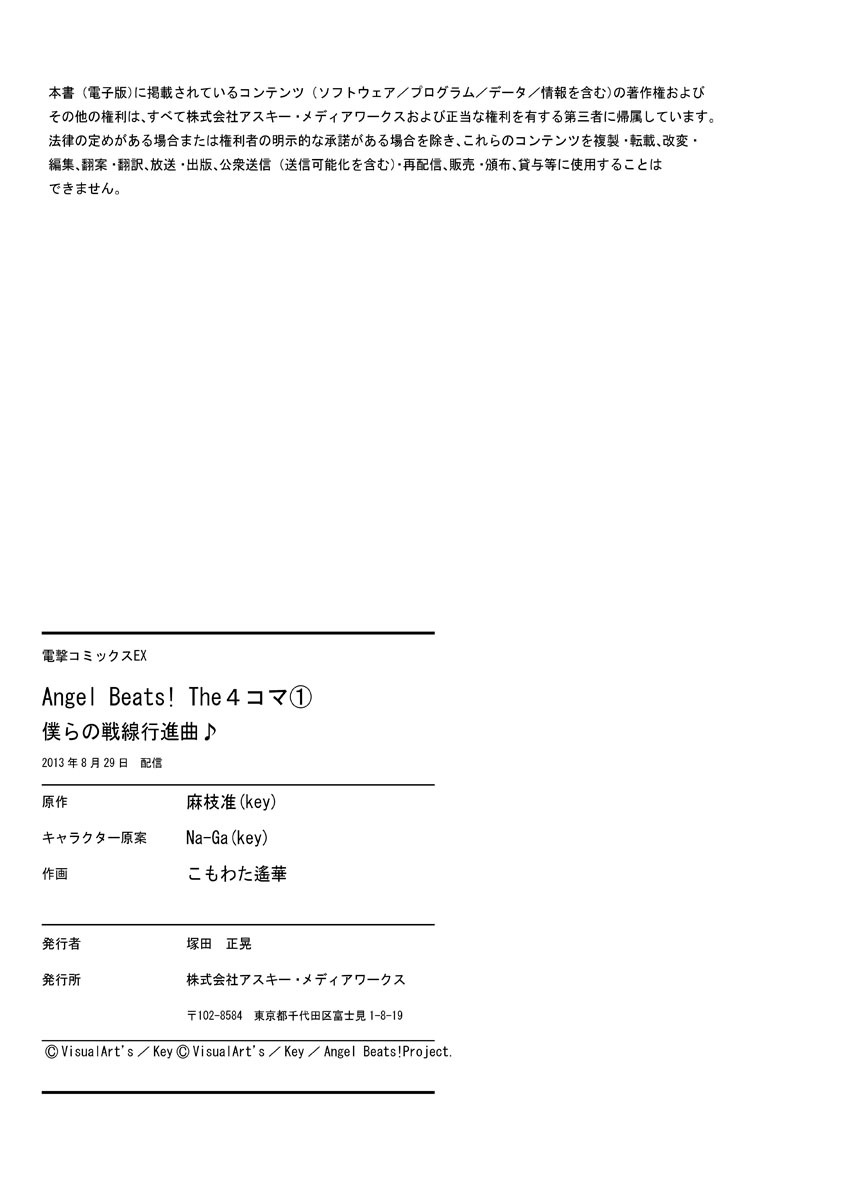 本書（電子版）に掲載されているコンテンツ（ソフトウェア／プログラム／データ／情報を含む）の著作権および
その他の権利は、すべて株式会社アスキー・メディアワークスおよび正当な権利を有する第三者に帰属しています。
法律の定めがある場合または権利者の明示的な承諾がある場合を除き、これらのコンテンツを複製・転載、改変・
編集、翻案・翻訳、放送・出版、公衆送信（送信可能化を含む）・再配信、販売・頒布、貸与等に使用することは
できません。
電撃コミックスEX
Angel Beats! The４コマ①
僕らの戦線行進曲♪
2013年8月29日　配信
原作　麻枝准(key)
キャラクター原案　Na-Ga(key)
作画　こもわた遙華
発行者　塚田　正晃
発行所　株式会社アスキー・メディアワークス
〒102-8584　東京都千代田区富士見1-8-19
©VisualArt's／Key©VisualArt's／Key／Angel Beats!Project.